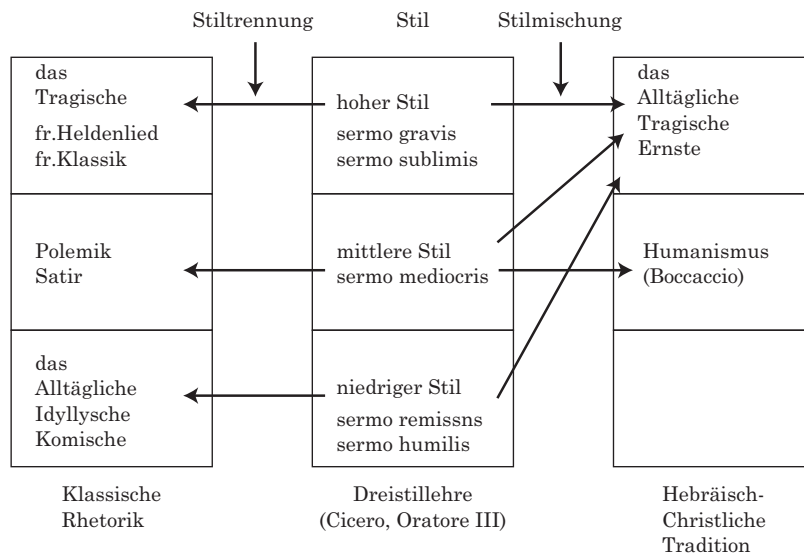 Stiltrennung
Stil
Stilmischung
das
Tragische
fr.Heldenlied
fr.Klassik
hoher Stil
sermo gravis
sermo sublimis
das
Alltägliche
Tragische
Ernste
Polemik
Satir
mittlere Stil
sermo mediocris
Humanismus
(Boccaccio)
das
Alltägliche
Idyllysche
Komische
niedriger Stil
sermo remissns
sermo humilis
Klassische
Rhetorik
Dreistillehre
(Cicero, Oratore III)
Hebräisch-
Christliche
Tradition